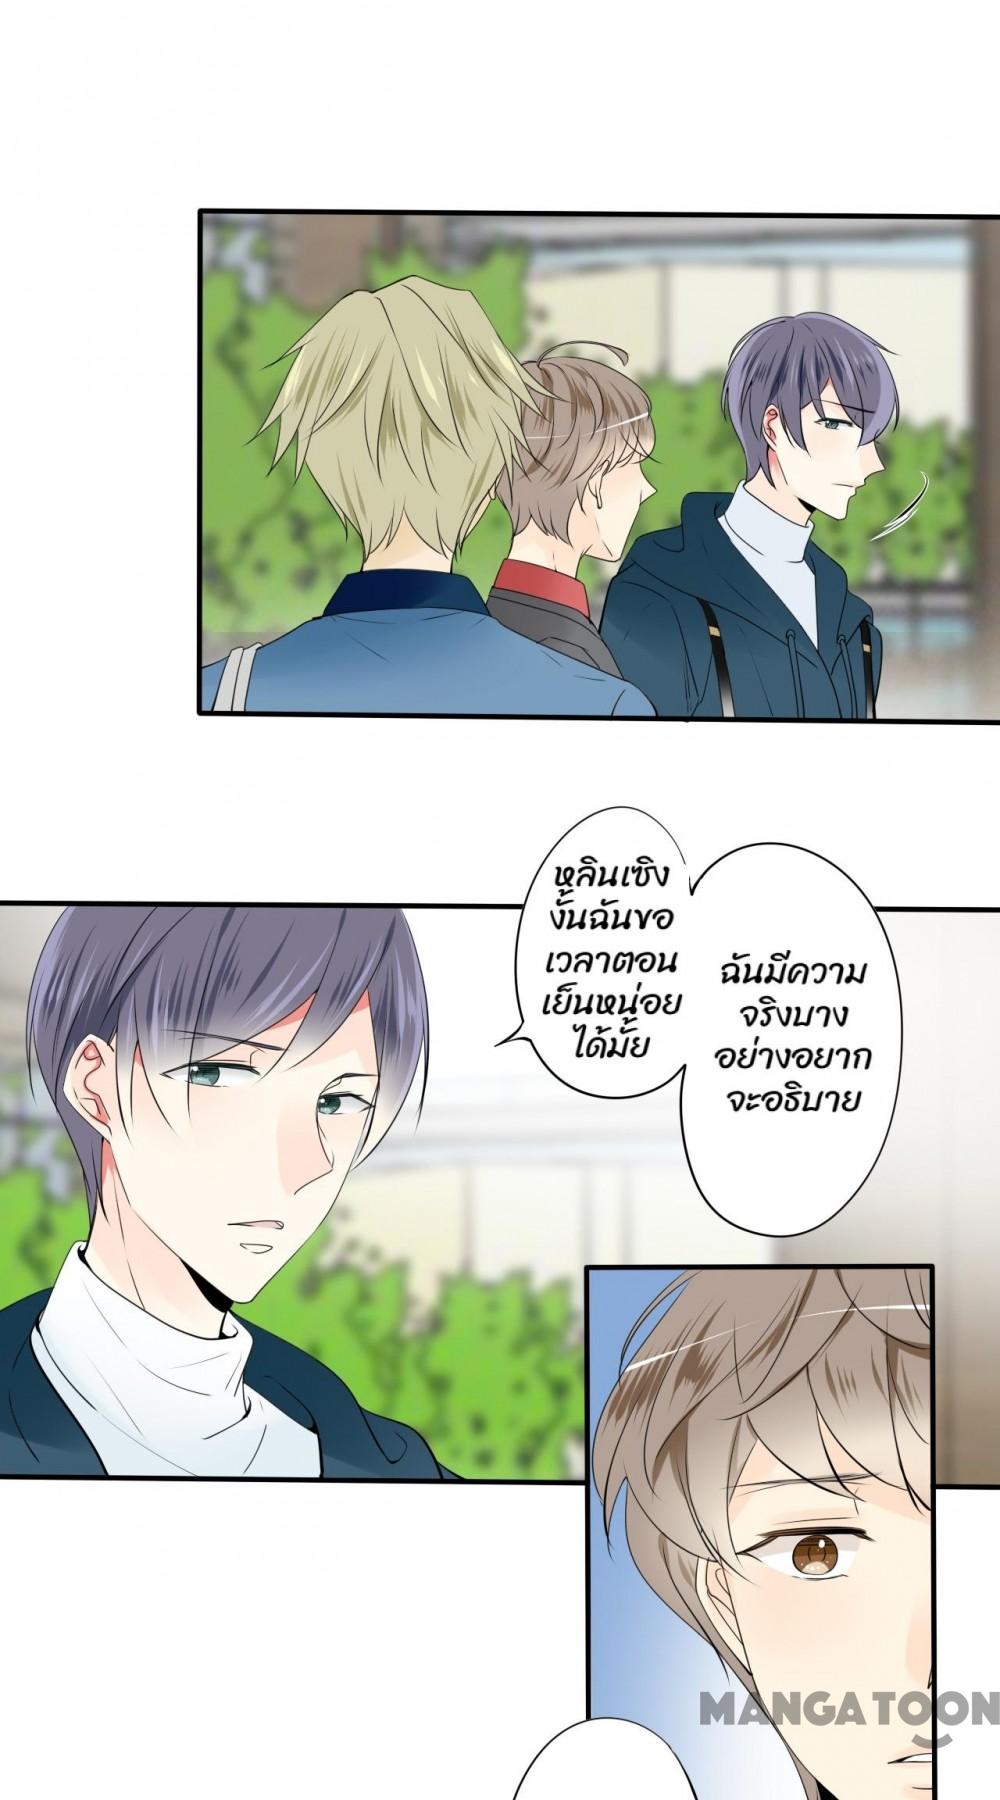 หลินเซิง
งั้นฉันขอ
เวลาตอน
เย็นหน่อย
ได้มั้ย
ฉันมีความ
จริงบาง
อย่างอยาก
จะอธิบาย
MANGATOON